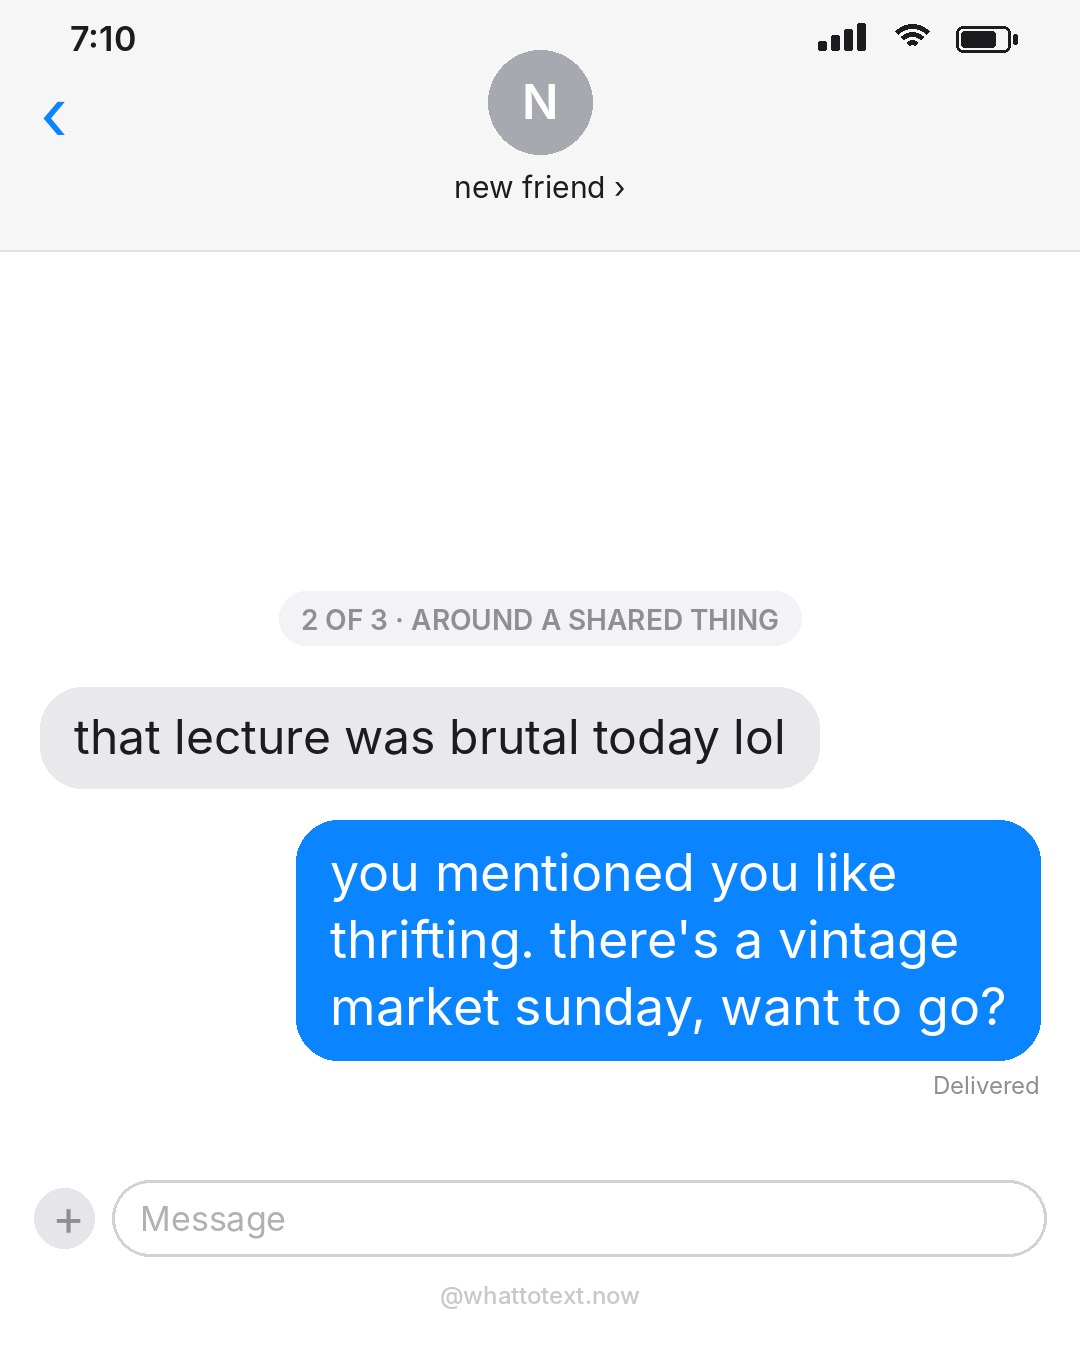 7:10
N
new friend ›
2 OF 3 · AROUND A SHARED THING
that lecture was brutal today lol
you mentioned you like
thrifting. there's a vintage
market sunday, want to go?
Delivered
+
Message
@whattotext.now